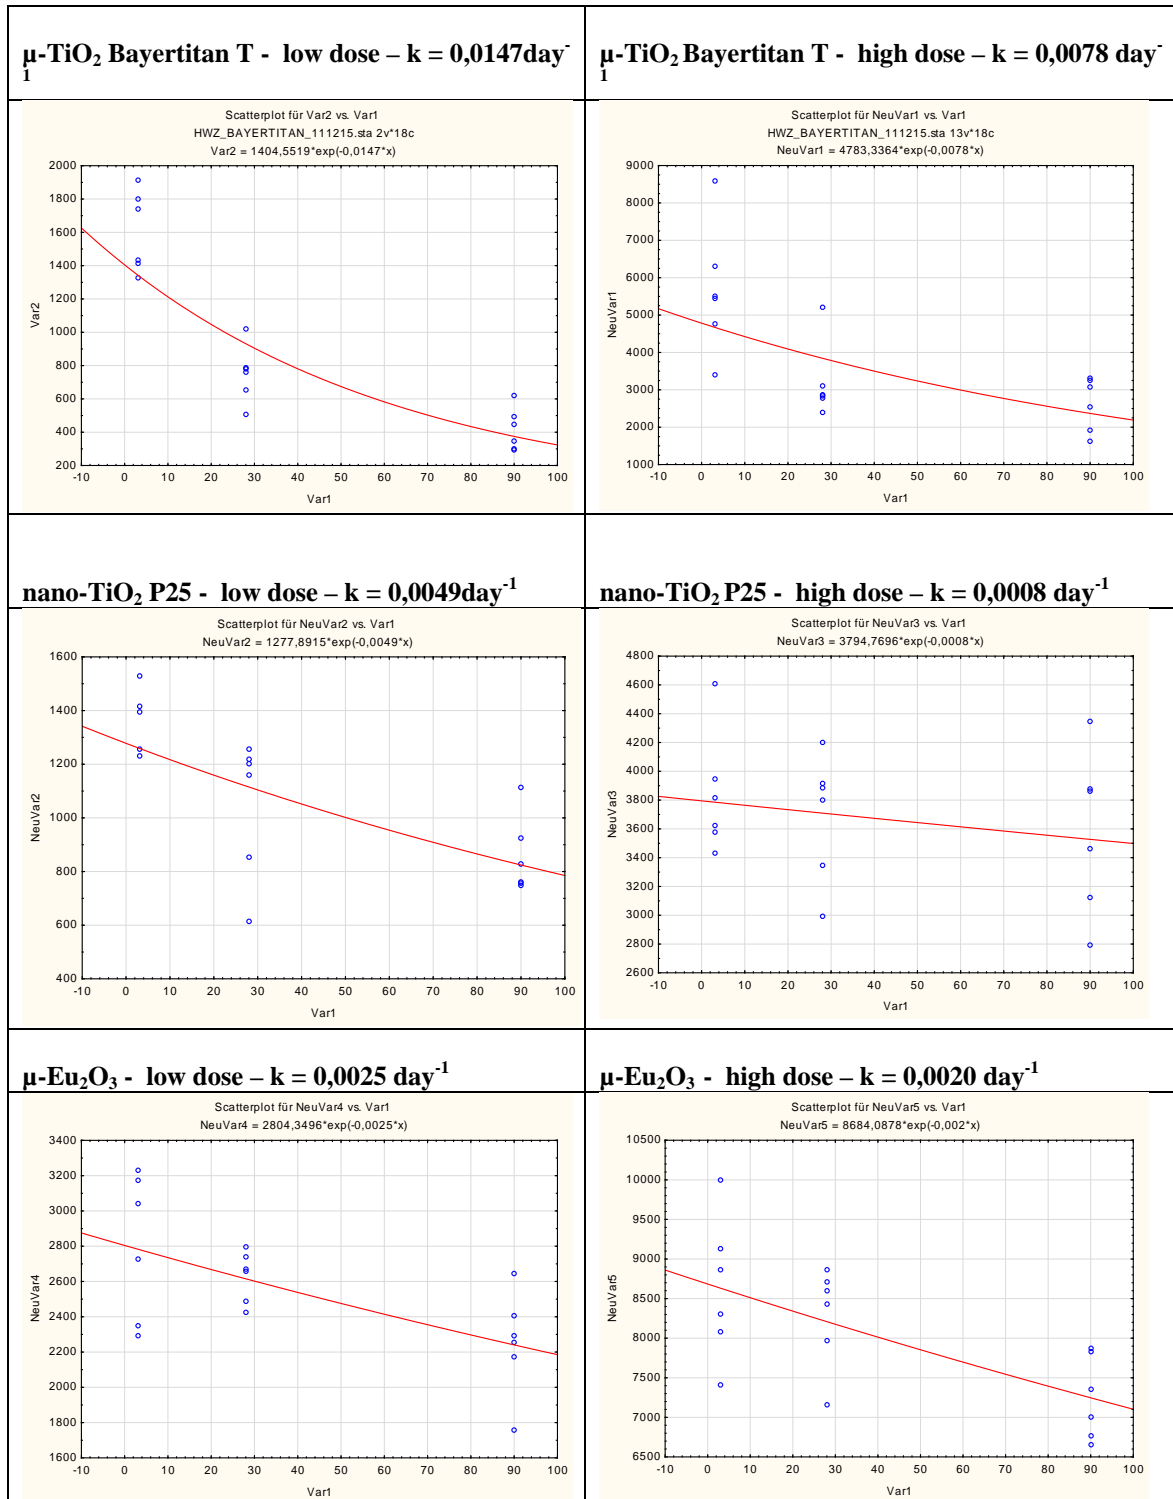 µ-TiO₂ Bayertitan T - low dose – k = 0,0147day⁻
¹
µ-TiO₂ Bayertitan T - high dose – k = 0,0078 day⁻
¹
Scatterplot für Var2 vs. Var1
HWZ_BAYERTITAN_111215.sta 2v*18c
Var2 = 1404,5519*exp(-0,0147*x)
2000
1800
1600
1400
1200
1000
800
600
400
200
Var2
-10 0 10 20 30 40 50 60 70 80 90 100
Var1
Scatterplot für NeuVar1 vs. Var1
HWZ_BAYERTITAN_111215.sta 13v*18c
NeuVar1 = 4783,3364*exp(-0,0078*x)
9000
8000
7000
6000
5000
4000
3000
2000
1000
NeuVar1
-10 0 10 20 30 40 50 60 70 80 90 100
Var1
nano-TiO₂ P25 - low dose – k = 0,0049day⁻¹
nano-TiO₂ P25 - high dose – k = 0,0008 day⁻¹
Scatterplot für NeuVar2 vs. Var1
NeuVar2 = 1277,8915*exp(-0,0049*x)
1600
1400
1200
1000
800
600
400
NeuVar2
-10 0 10 20 30 40 50 60 70 80 90 100
Var1
Scatterplot für NeuVar3 vs. Var1
NeuVar3 = 3794,7696*exp(-0,0008*x)
4800
4600
4400
4200
4000
3800
3600
3400
3200
3000
2800
2600
NeuVar3
-10 0 10 20 30 40 50 60 70 80 90 100
Var1
µ-Eu₂O₃ - low dose – k = 0,0025 day⁻¹
µ-Eu₂O₃ - high dose – k = 0,0020 day⁻¹
Scatterplot für NeuVar4 vs. Var1
NeuVar4 = 2804,3496*exp(-0,0025*x)
3400
3200
3000
2800
2600
2400
2200
2000
1800
1600
NeuVar4
-10 0 10 20 30 40 50 60 70 80 90 100
Var1
Scatterplot für NeuVar5 vs. Var1
NeuVar5 = 8684,0878*exp(-0,002*x)
10500
10000
9500
9000
8500
8000
7500
7000
6500
NeuVar5
-10 0 10 20 30 40 50 60 70 80 90 100
Var1